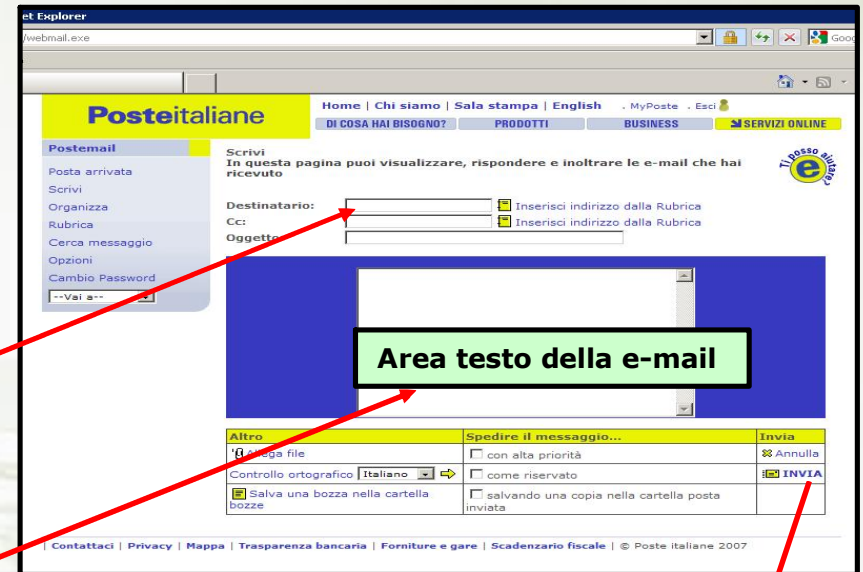 et Explorer
/webmail.exe
Goog
Posteitaliane
Home | Chi siamo | Sala stampa | English . MyPoste . Esci
DI COSA HAI BISOGNO? PRODOTTI BUSINESS SERVIZI ONLINE
Postemail
Posta arrivata
Scrivi
Organizza
Rubrica
Cerca messaggio
Opzioni
Cambio Password
--Vai a--
Scrivi
In questa pagina puoi visualizzare, rispondere e inoltrare le e-mail che hai
ricevuto
Ti posso aiutare?
e
Destinatario: Inserisci indirizzo dalla Rubrica
Cc: Inserisci indirizzo dalla Rubrica
Oggetto
Area testo della e-mail
Altro Spedire il messaggio... Invia
Allega file con alta priorità Annulla
Controllo ortografico Italiano come riservato INVIA
Salva una bozza nella cartella salvando una copia nella cartella posta
bozze inviata
| Contattaci | Privacy | Mappa | Trasparenza bancaria | Forniture e gare | Scadenzario fiscale | © Poste italiane 2007